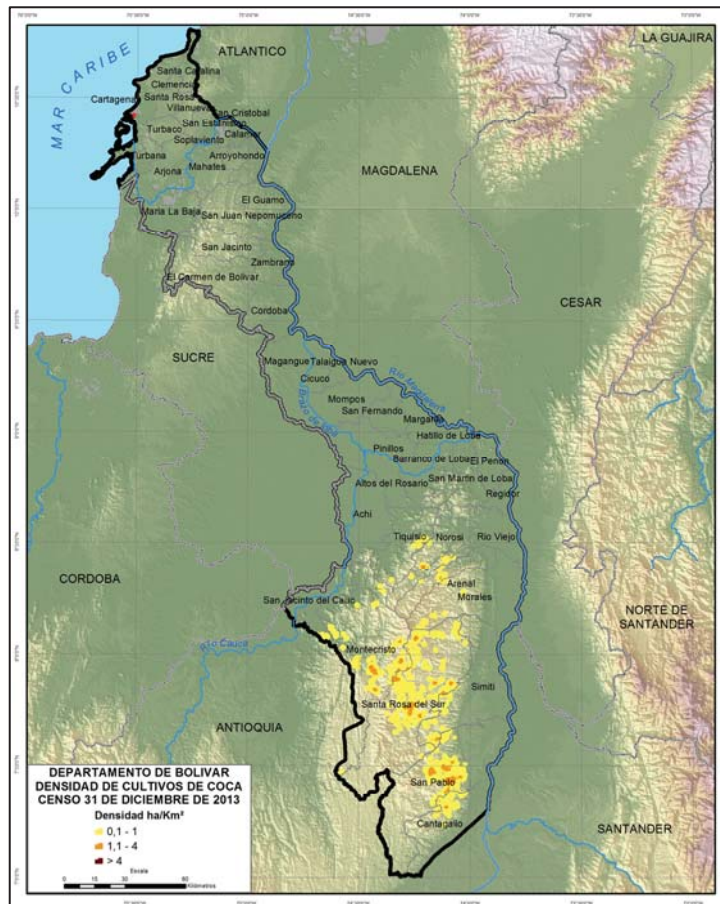 LA GUAJIRA
ATLANTICO
MAR CARIBE
Santa Catalina
Clemencia
Cartagena
Santa Rosa
Villanueva
San Cristobal
San Estanislao
Turbaco
Calamar
Soplaviento
Turbana
Arroyohondo
Arjona
Mahates
MAGDALENA
El Guamo
Maria La Baja
San Juan Nepomuceno
San Jacinto
Zambrano
El Carmen de Bolivar
CESAR
Cordoba
SUCRE
Magangue
Talaigua Nuevo
Cicuco
Río Magdalena
Mompos
San Fernando
Margarita
Hatillo de Loba
Pinillos
Barranco de Loba
El Penon
San Martin de Loba
Altos del Rosario
Regidor
Achi
Tiquisio
Norosi
Rio Viejo
CORDOBA
Arenal
Morales
San Jacinto del Cauca
NORTE DE
SANTANDER
Río Cauca
Montecristo
Simiti
Santa Rosa del Sur
ANTIOQUIA
San Pablo
Cantagallo
SANTANDER
DEPARTAMENTO DE BOLIVAR
DENSIDAD DE CULTIVOS DE COCA
CENSO 31 DE DICIEMBRE DE 2013
Densidad ha/Km²
0,1 - 1
1,1 - 4
> 4
Escala
0 15 30 60
Kilómetros